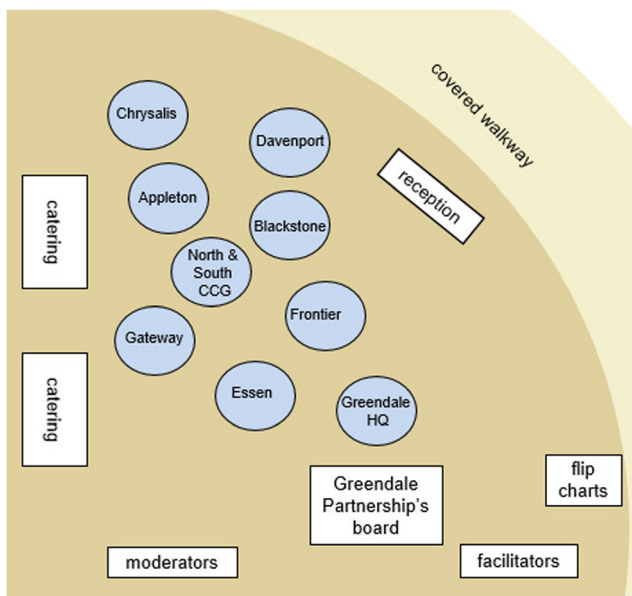 covered walkway
Chrysalis
Davenport
reception
Appleton
catering
Blackstone
North &
South
CCG
Frontier
Gateway
Essen
catering
Greendale
HQ
flip
charts
Greendale
Partnership's
board
moderators
facilitators